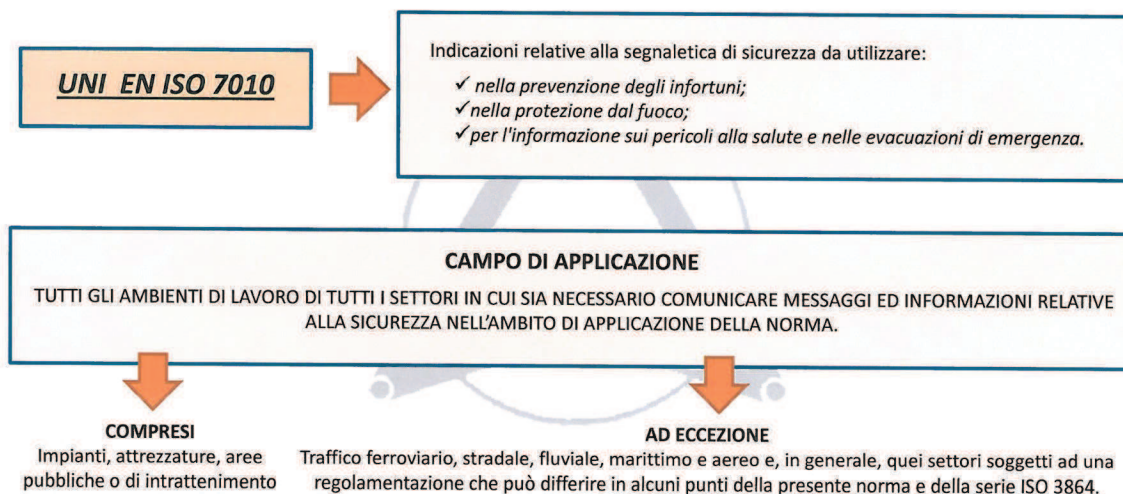 UNI EN ISO 7010
Indicazioni relative alla segnaletica di sicurezza da utilizzare:
✓ nella prevenzione degli infortuni;
✓nella protezione dal fuoco;
✓per l'informazione sui pericoli alla salute e nelle evacuazioni di emergenza.
CAMPO DI APPLICAZIONE
TUTTI GLI AMBIENTI DI LAVORO DI TUTTI I SETTORI IN CUI SIA NECESSARIO COMUNICARE MESSAGGI ED INFORMAZIONI RELATIVE
ALLA SICUREZZA NELL'AMBITO DI APPLICAZIONE DELLA NORMA.
COMPRESI
Impianti, attrezzature, aree
pubbliche o di intrattenimento
AD ECCEZIONE
Traffico ferroviario, stradale, fluviale, marittimo e aereo e, in generale, quei settori soggetti ad una
regolamentazione che può differire in alcuni punti della presente norma e della serie ISO 3864.